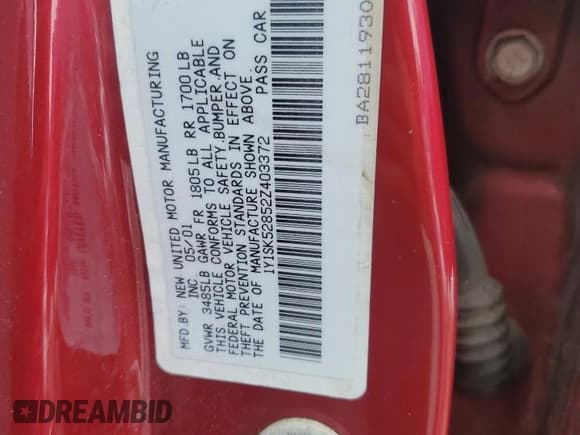 MFD BY: NEW UNITED MOTOR MANUFACTURING
INC. 05/01
GVWR 3485LB GAWR FR 1805LB RR 1700LB
THIS VEHICLE CONFORMS TO ALL APPLICABLE
FEDERAL MOTOR VEHICLE SAFETY,BUMPER,AND
THEFT PREVENTION STANDARDS IN EFFECT ON
THE DATE OF MANUFACTURE SHOWN ABOVE.
1Y1SK52852Z403372 PASS CAR
BA2811930
DREAMBID